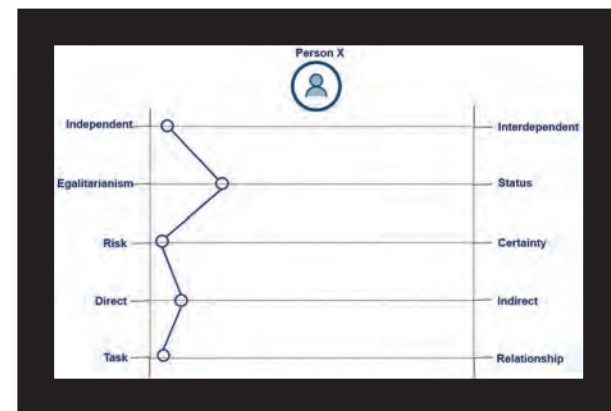 Person X
Independent Interdependent
Egalitarianism Status
Risk Certainty
Direct Indirect
Task Relationship